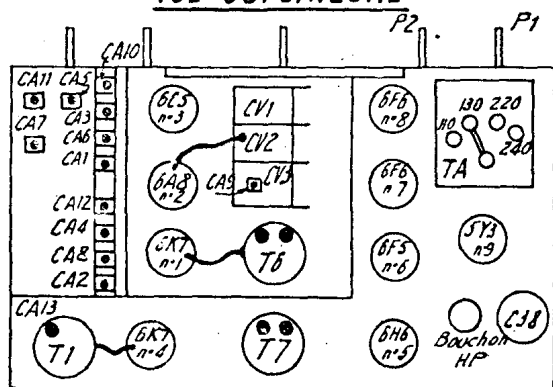 P2 P1
CA10
CA11 CA5
CA3
CA7
CA6
CA1
CA12
CA4
CA8
CA2
CA13
6E5
n°3
6A8
n°2
6K7
n°1
CV1
CV2
CV3
CA9
T6
T1
6K7
n°4
T7
6F6
n°8
6F6
n°7
6F5
n°6
6H6
n°5
110 130 220
240
TA
5Y3
n°9
Bouchon
HP
C38